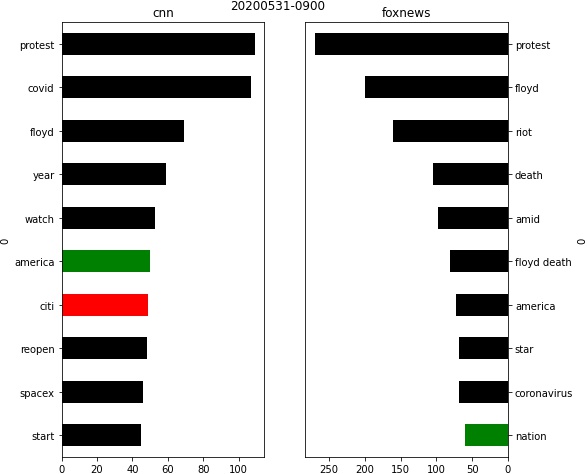 20200531-0900
cnn
foxnews
protest
covid
floyd
year
watch
america
citi
reopen
spacex
start
0
0 20 40 60 80 100
protest
floyd
riot
death
amid
floyd death
america
star
coronavirus
nation
0
250 200 150 100 50 0